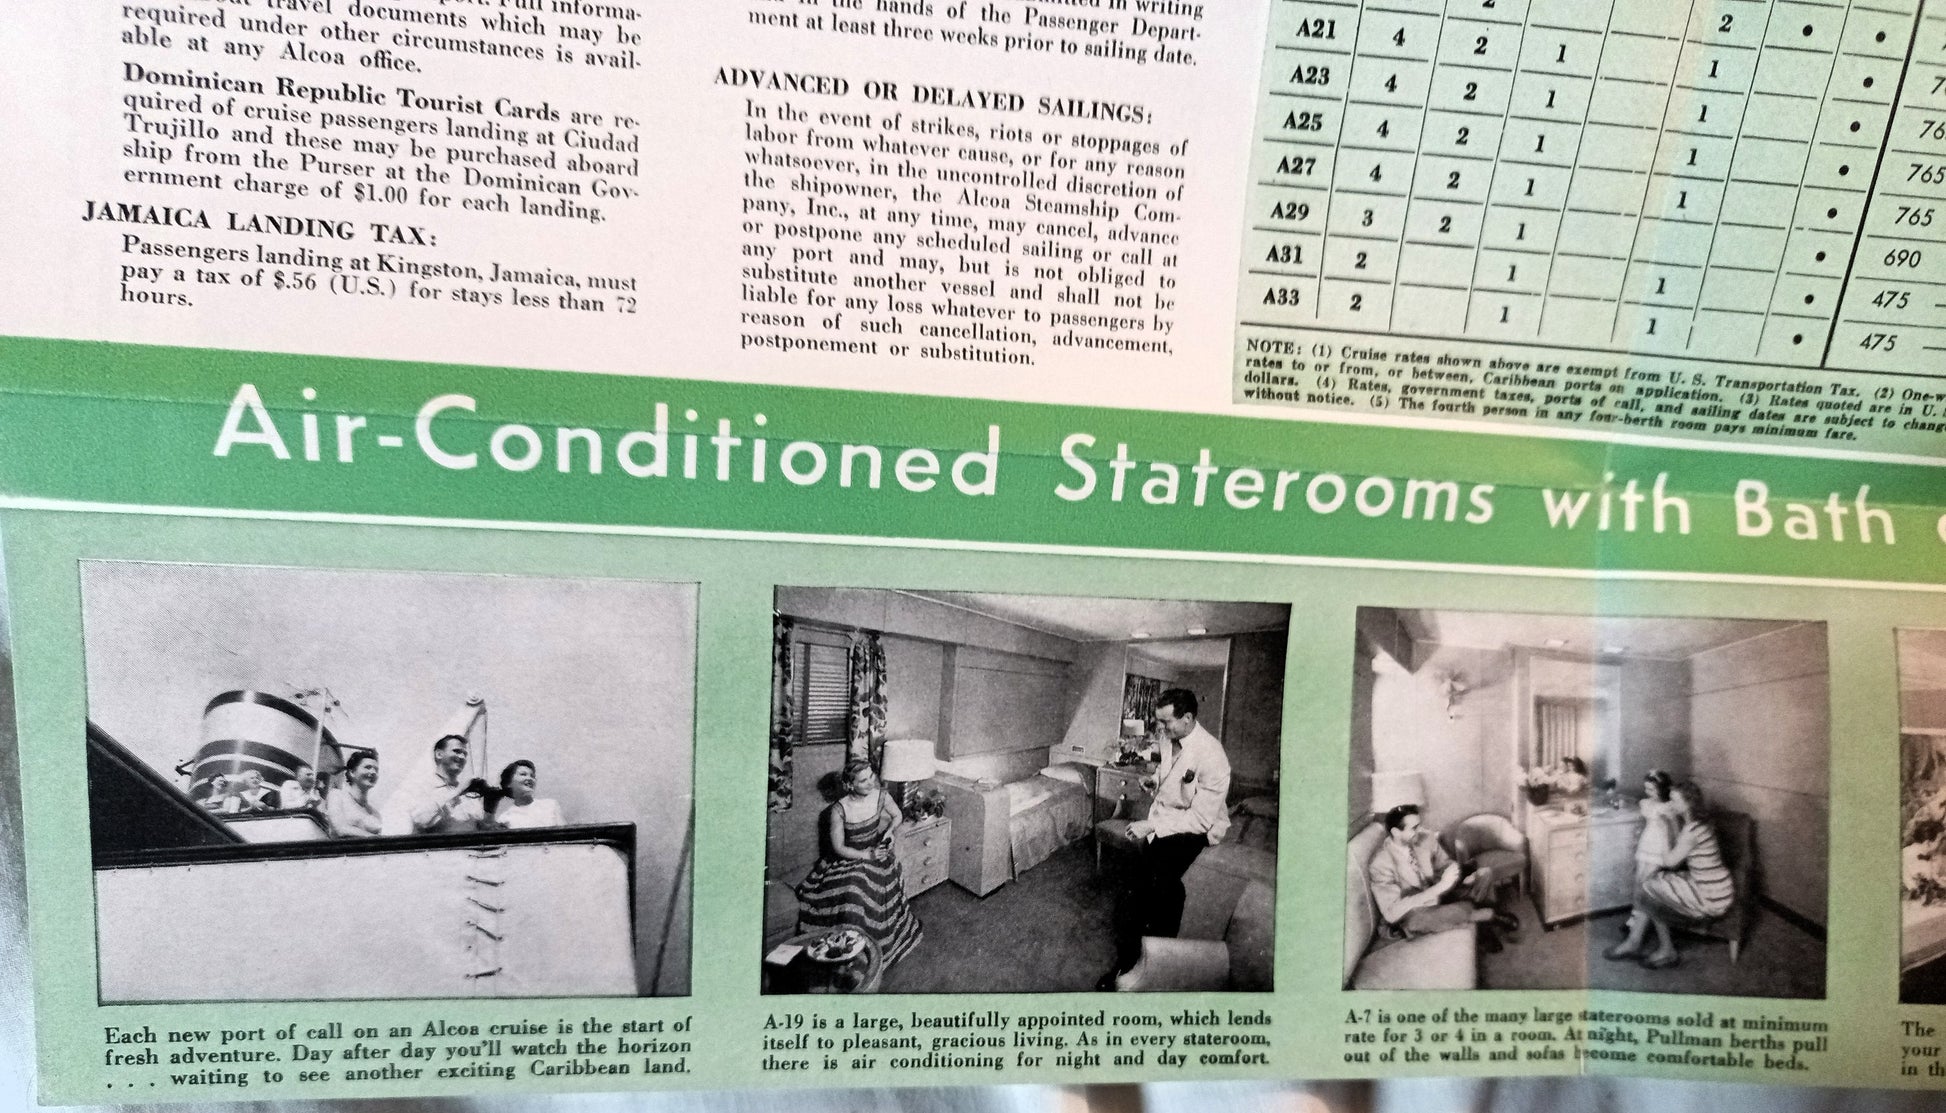 travel documents which may be
required under other circumstances is avail-
able at any Alcoa office.
Dominican Republic Tourist Cards are re-
quired of cruise passengers landing at Ciudad
Trujillo and these may be purchased aboard
ship from the Purser at the Dominican Gov-
ernment charge of $1.00 for each landing.
JAMAICA LANDING TAX:
Passengers landing at Kingston, Jamaica, must
pay a tax of $.56 (U.S.) for stays less than 72
hours.
in writing
hands of the Passenger Depart-
ment at least three weeks prior to sailing date.
ADVANCED OR DELAYED SAILINGS:
In the event of strikes, riots or stoppages of
labor from whatever cause, or for any reason
whatsoever, in the uncontrolled discretion of
the shipowner, the Alcoa Steamship Com-
pany, Inc., at any time, may cancel, advance
or postpone any scheduled sailing or call at
any port and may, but is not obliged to
substitute another vessel and shall not be
liable for any loss whatever to passengers by
reason of such cancellation, advancement,
postponement or substitution.
A21 4 2 1 1 •
A23 4 2 1 1 •
A25 4 2 1 1 •
A27 4 2 1 1 • 765
A29 3 2 1 • 765
A31 2 1 1 • 690
A33 2 1 1 • 475
475
NOTE: (1) Cruise rates shown above are exempt from U. S. Transportation Tax. (2) One-w
rates to or from, or between, Caribbean ports on application. (3) Rates quoted are in U.
dollars. (4) Rates, government taxes, ports of call, and sailing dates are subject to chang
without notice. (5) The fourth person in any four-berth room pays minimum fare.
Air-Conditioned Staterooms with Bath
Each new port of call on an Alcoa cruise is the start of
fresh adventure. Day after day you'll watch the horizon
. . . waiting to see another exciting Caribbean land.
A-19 is a large, beautifully appointed room, which lends
itself to pleasant, gracious living. As in every stateroom,
there is air conditioning for night and day comfort.
A-7 is one of the many large staterooms sold at minimum
rate for 3 or 4 in a room. At night, Pullman berths pull
out of the walls and sofas become comfortable beds.
The
your
in th